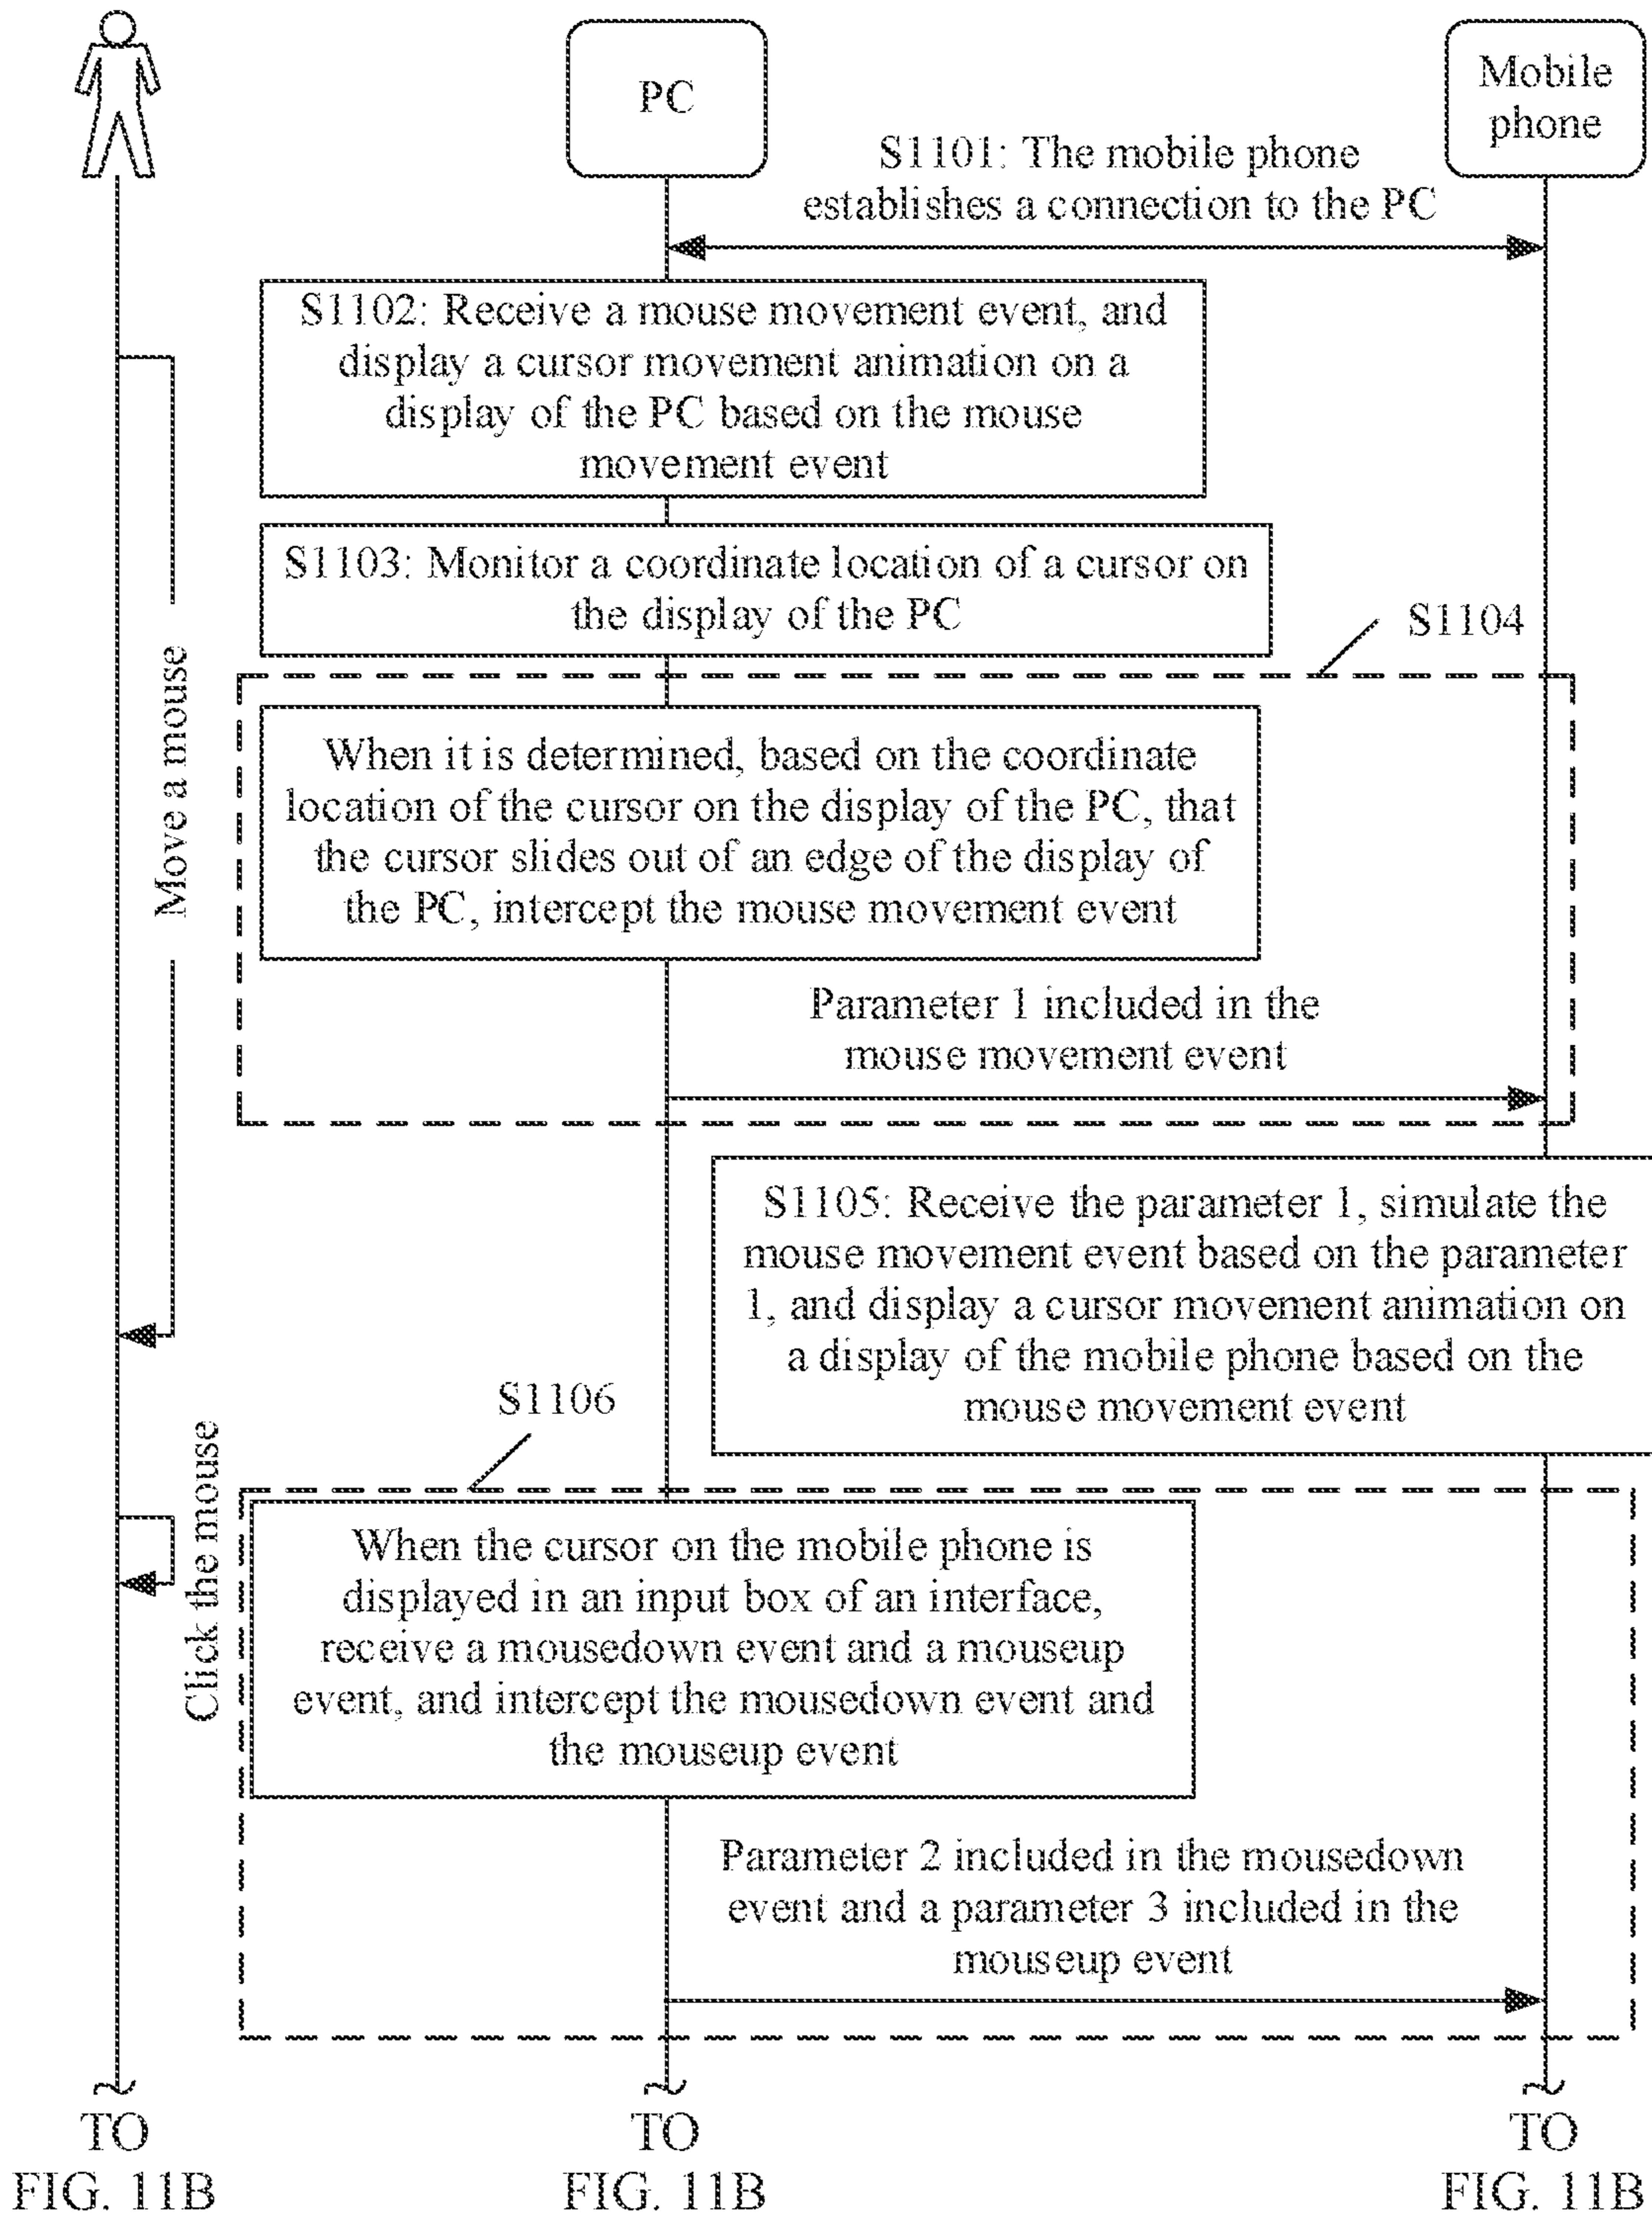 PC
Mobile
phone
S1101: The mobile phone
establishes a connection to the PC
S1102: Receive a mouse movement event, and
display a cursor movement animation on a
display of the PC based on the mouse
movement event
S1103: Monitor a coordinate location of a cursor on
the display of the PC
S1104
Move a mouse
When it is determined, based on the coordinate
location of the cursor on the display of the PC, that
the cursor slides out of an edge of the display of
the PC, intercept the mouse movement event
Parameter 1 included in the
mouse movement event
S1105: Receive the parameter 1, simulate the
mouse movement event based on the parameter
1, and display a cursor movement animation on
a display of the mobile phone based on the
mouse movement event
S1106
Click the mouse
When the cursor on the mobile phone is
displayed in an input box of an interface,
receive a mousedown event and a mouseup
event, and intercept the mousedown event and
the mouseup event
Parameter 2 included in the mousedown
event and a parameter 3 included in the
mouseup event
TO
FIG. 11B
TO
FIG. 11B
TO
FIG. 11B